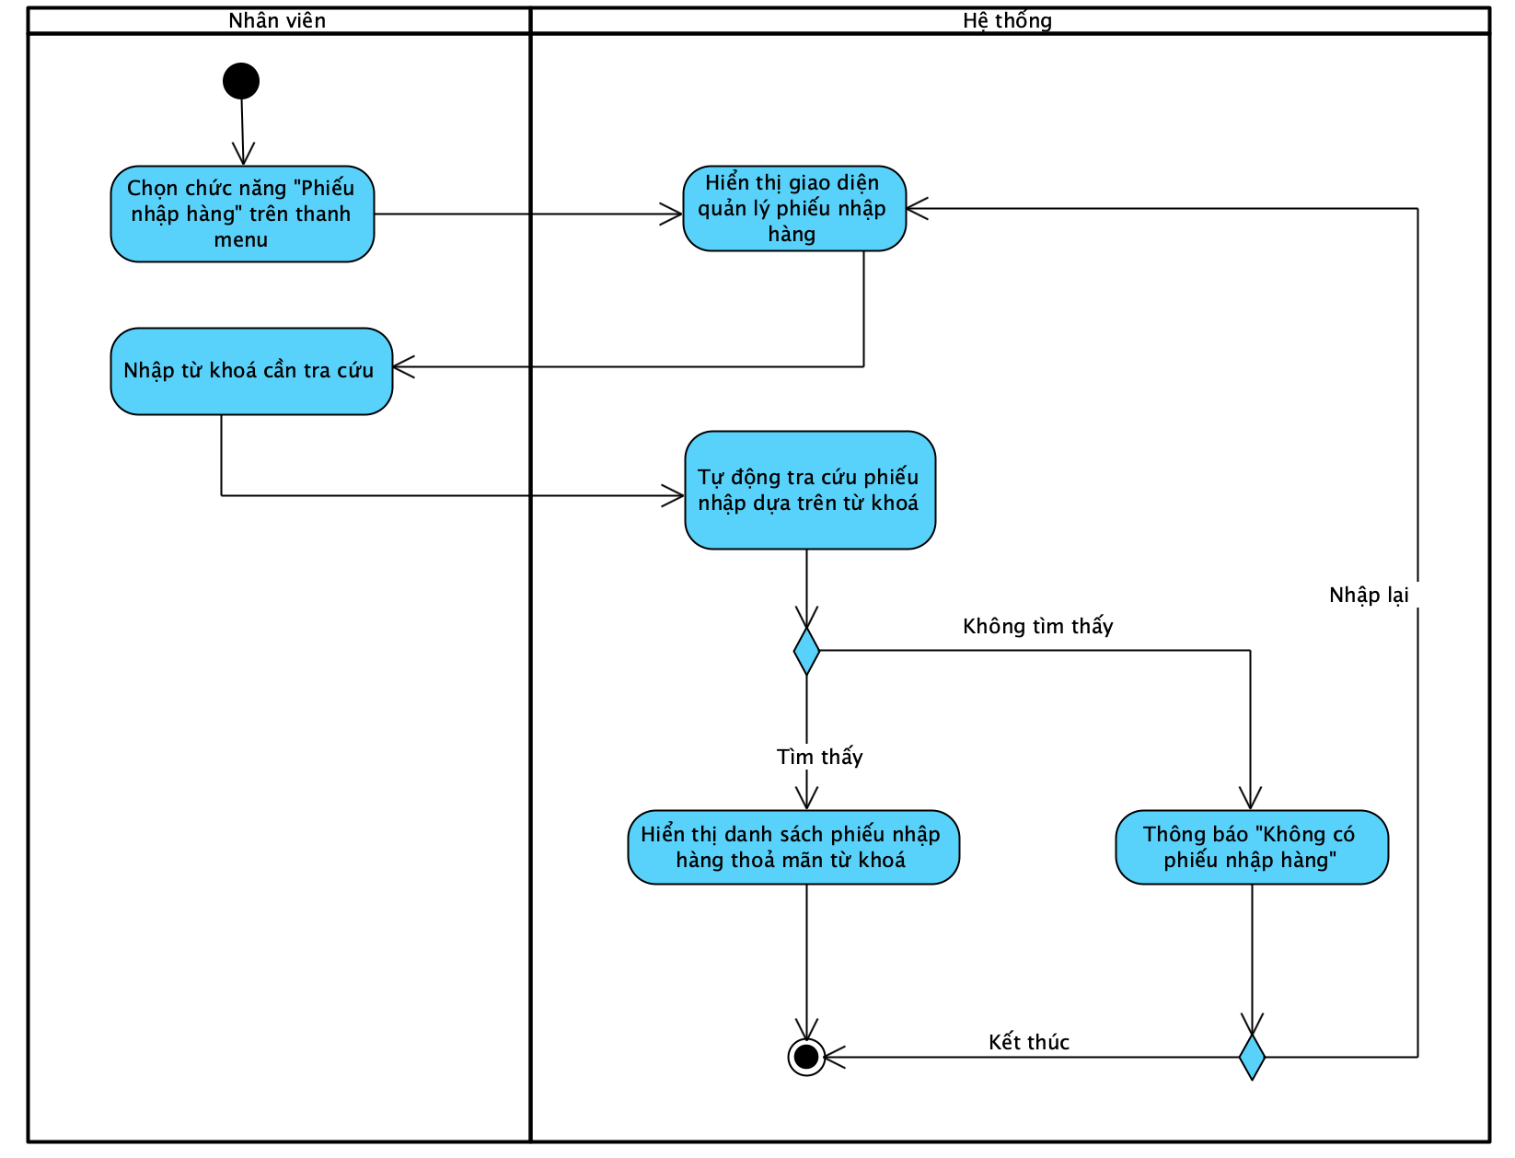 Nhân viên
Hệ thống
Chọn chức năng "Phiếu
nhập hàng" trên thanh
menu
Hiển thị giao diện
quản lý phiếu nhập
hàng
Nhập từ khoá cần tra cứu
Tự động tra cứu phiếu
nhập dựa trên từ khoá
Nhập lại
Không tìm thấy
Tìm thấy
Hiển thị danh sách phiếu nhập
hàng thoả mãn từ khoá
Thông báo "Không có
phiếu nhập hàng"
Kết thúc